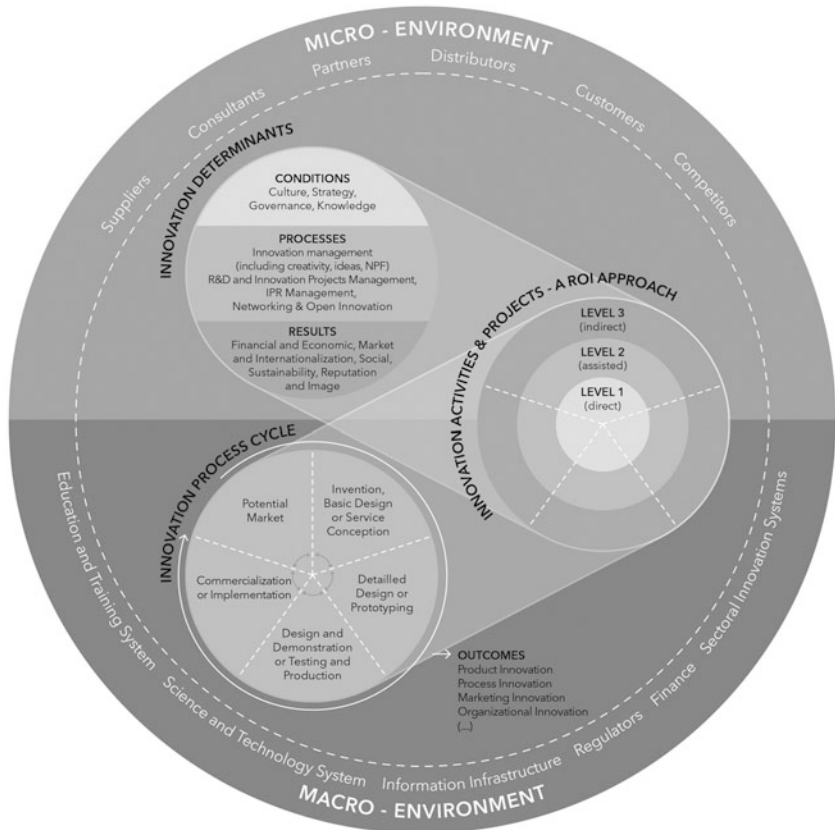 MICRO - ENVIRONMENT
Suppliers
Consultants
Partners
Distributors
Customers
Competitors
INNOVATION DETERMINANTS
CONDITIONS
Culture, Strategy,
Governance, Knowledge
PROCESSES
Innovation management
(including creativity, ideas, NPF)
R&D and Innovation Projects Management,
IPR Management,
Networking & Open Innovation
RESULTS
Financial and Economic, Market
and Internationalization, Social,
Sustainability, Reputation
and Image
INNOVATION ACTIVITIES & PROJECTS - A ROI APPROACH
LEVEL 3
(indirect)
LEVEL 2
(assisted)
LEVEL 1
(direct)
INNOVATION PROCESS CYCLE
Potential
Market
Invention,
Basic Design
or Service
Conception
Detailled
Design or
Prototyping
Design and
Demonstration
or Testing and
Production
Commercialization
or Implementation
OUTCOMES
Product Innovation
Process Innovation
Marketing Innovation
Organizational Innovation
(...)
Education and Training System
Science and Technology System
Information Infrastructure
Regulators
Finance
Sectoral Innovation Systems
MACRO - ENVIRONMENT